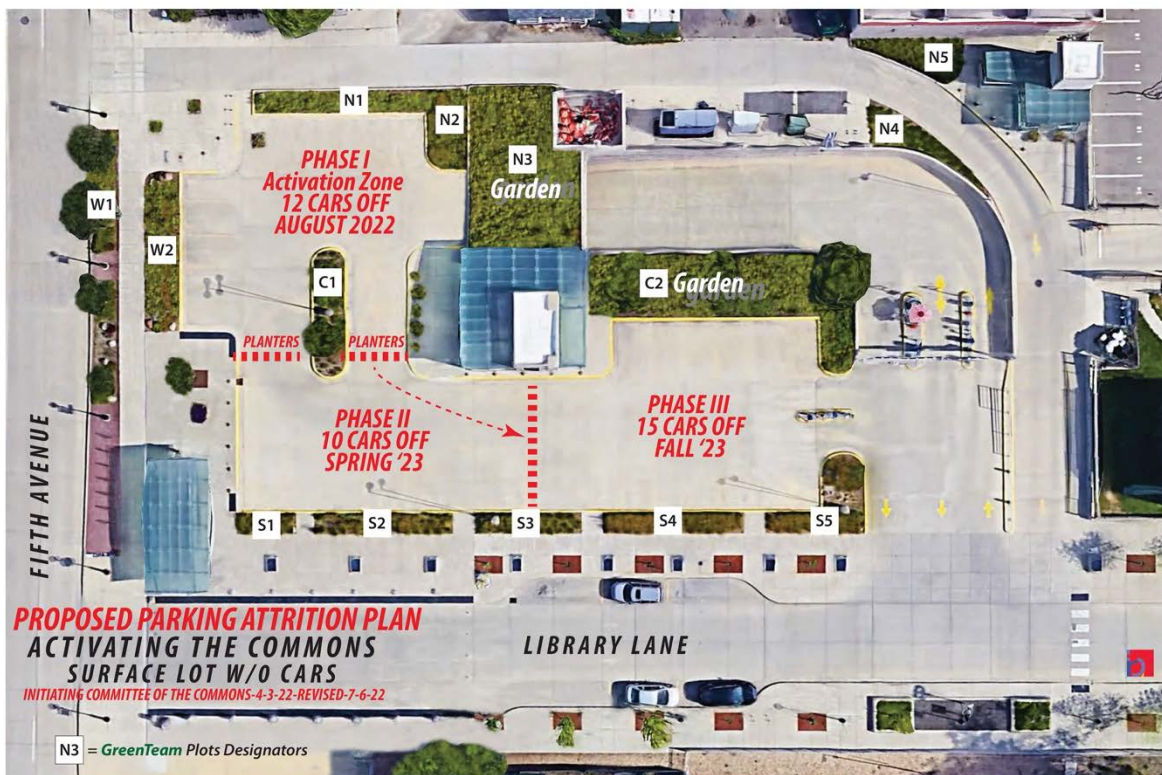 N5
N1
N2
N4
PHASE I
Activation Zone
12 CARS OFF
AUGUST 2022
N3
Garden
W1
W2
C1
C2 Garden
PLANTERS
PLANTERS
PHASE II
10 CARS OFF
SPRING ‘23
PHASE III
15 CARS OFF
FALL ‘23
S1
S2
S3
S4
S5
FIFTH AVENUE
PROPOSED PARKING ATTRITION PLAN
ACTIVATING THE COMMONS
SURFACE LOT W/O CARS
INITIATING COMMITTEE OF THE COMMONS-4-3-22-REVISED-7-6-22
LIBRARY LANE
N3 = GreenTeam Plots Designators